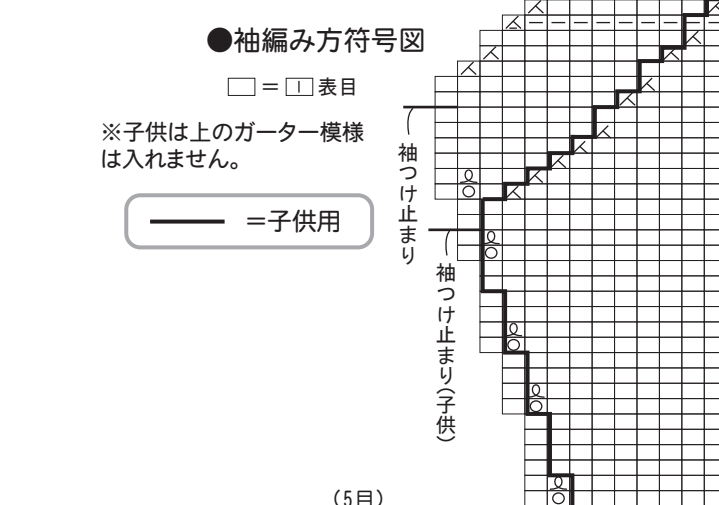 ●袖編み方符号図
□=□表目
※子供は上のガーター模様
は入れません。
=子供用
袖つけ止まり
袖つけ止まり(子供)
(5目)